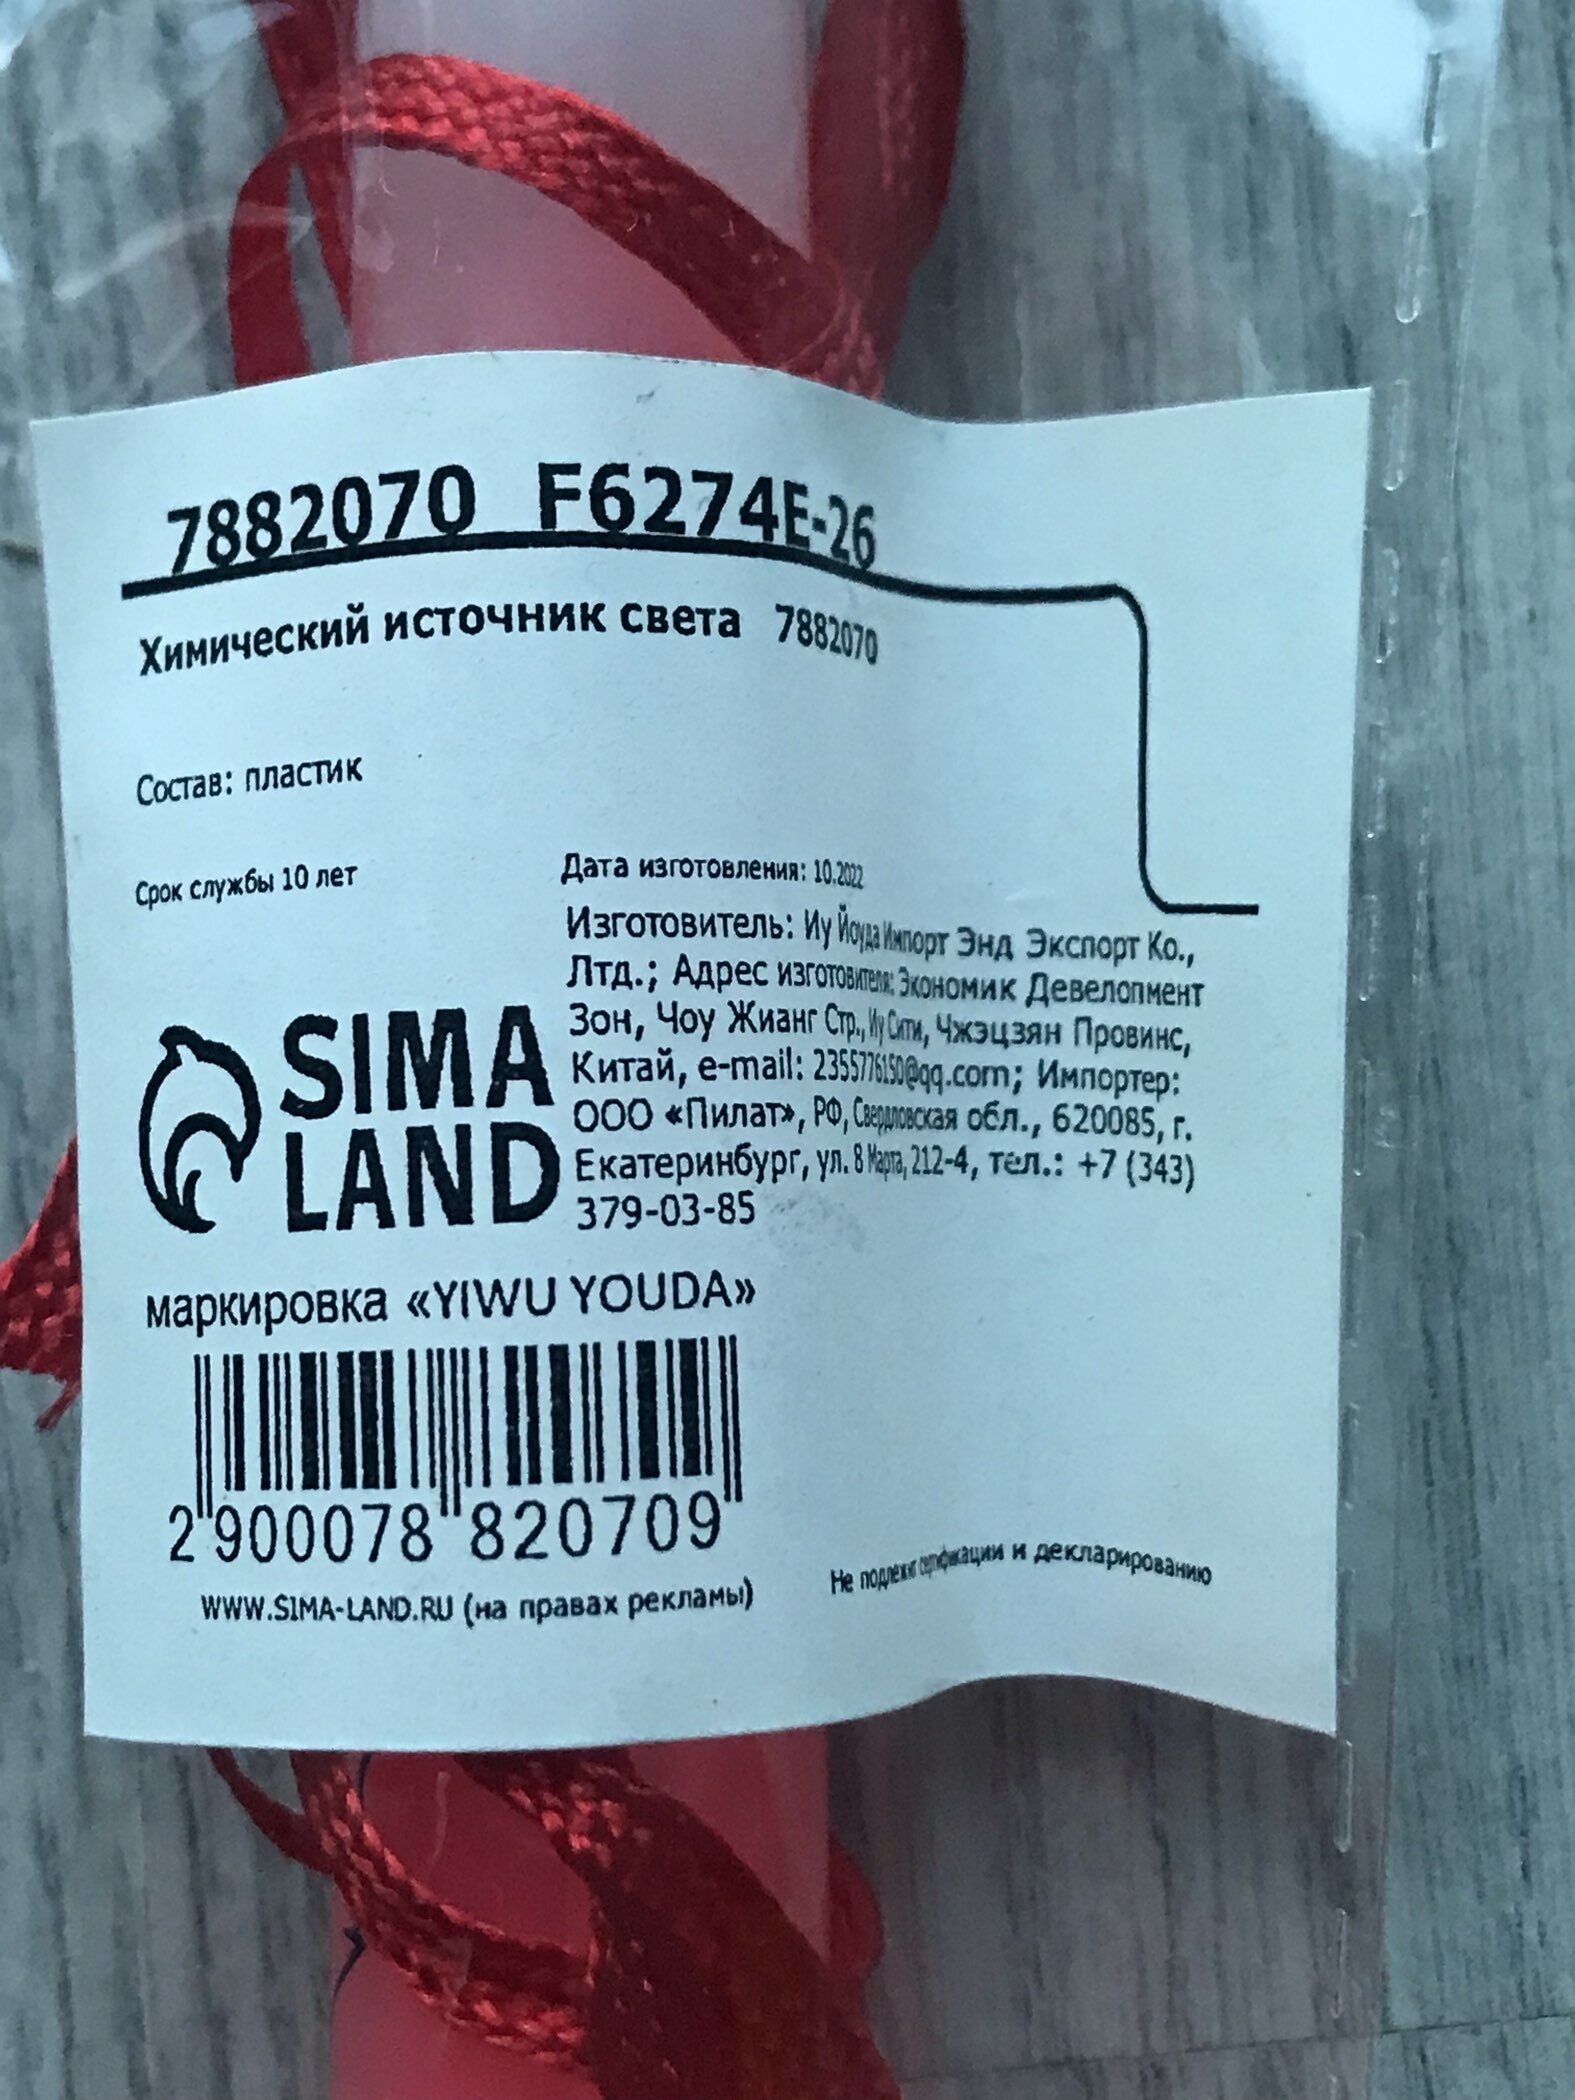 7882070 F6274E-26
Химический источник света 7882070
Состав: пластик
Срок службы 10 лет
Дата изготовления: 10.2022
Изготовитель: Иу Йоуда Импорт Энд Экспорт Ко.,
Лтд.; Адрес изготовителя: Экономик Девелопмент
Зон, Чоу Жианг Стр., Иу Сити, Чжэцзян Провинс,
Китай, e-mail: 2355776150@qq.com; Импортер:
ООО «Пилат», РФ, Свердловская обл., 620085, г.
Екатеринбург, ул. 8 Марта, 212-4, тел.: +7 (343)
379-03-85
SIMA
LAND
маркировка «YIWU YOUDA»
2 900078 820709
WWW.SIMA-LAND.RU (на правах рекламы)
Не подлежит сертификации и декларированию